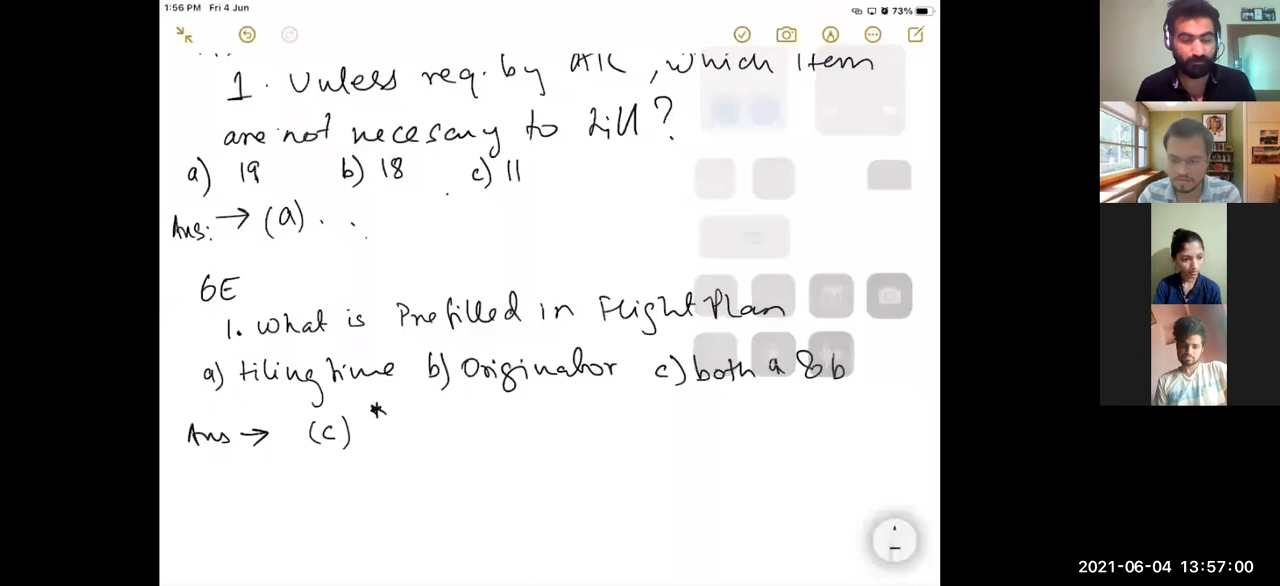 1:56 PM Fri 4 Jun
73%
1. Unless req. by ATC, which Item
are not necesary to fill?
a) 19 b) 18 c) 11
Ans: → (a).
6E
1. What is Prefilled in Flight Plan
a) filing time b) Originator c) both a & b
Ans → (c) *
2021-06-04 13:57:00